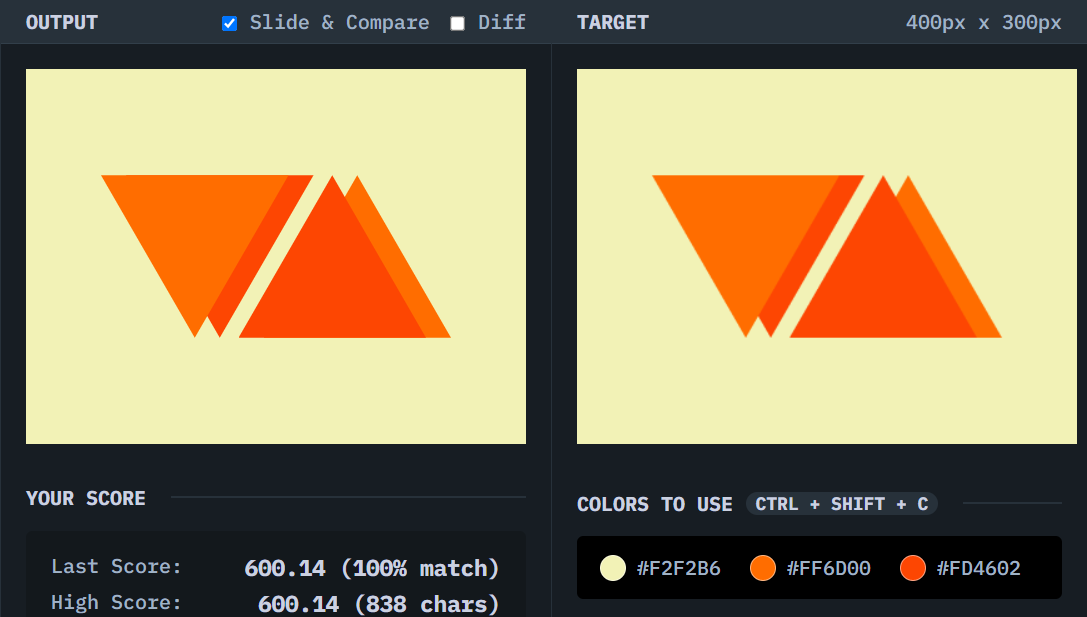 OUTPUT
Slide & Compare
Diff
TARGET
400px x 300px
YOUR SCORE
Last Score: 600.14 (100% match)
High Score: 600.14 (838 chars)
COLORS TO USE
CTRL + SHIFT + C
#F2F2B6
#FF6D00
#FD4602